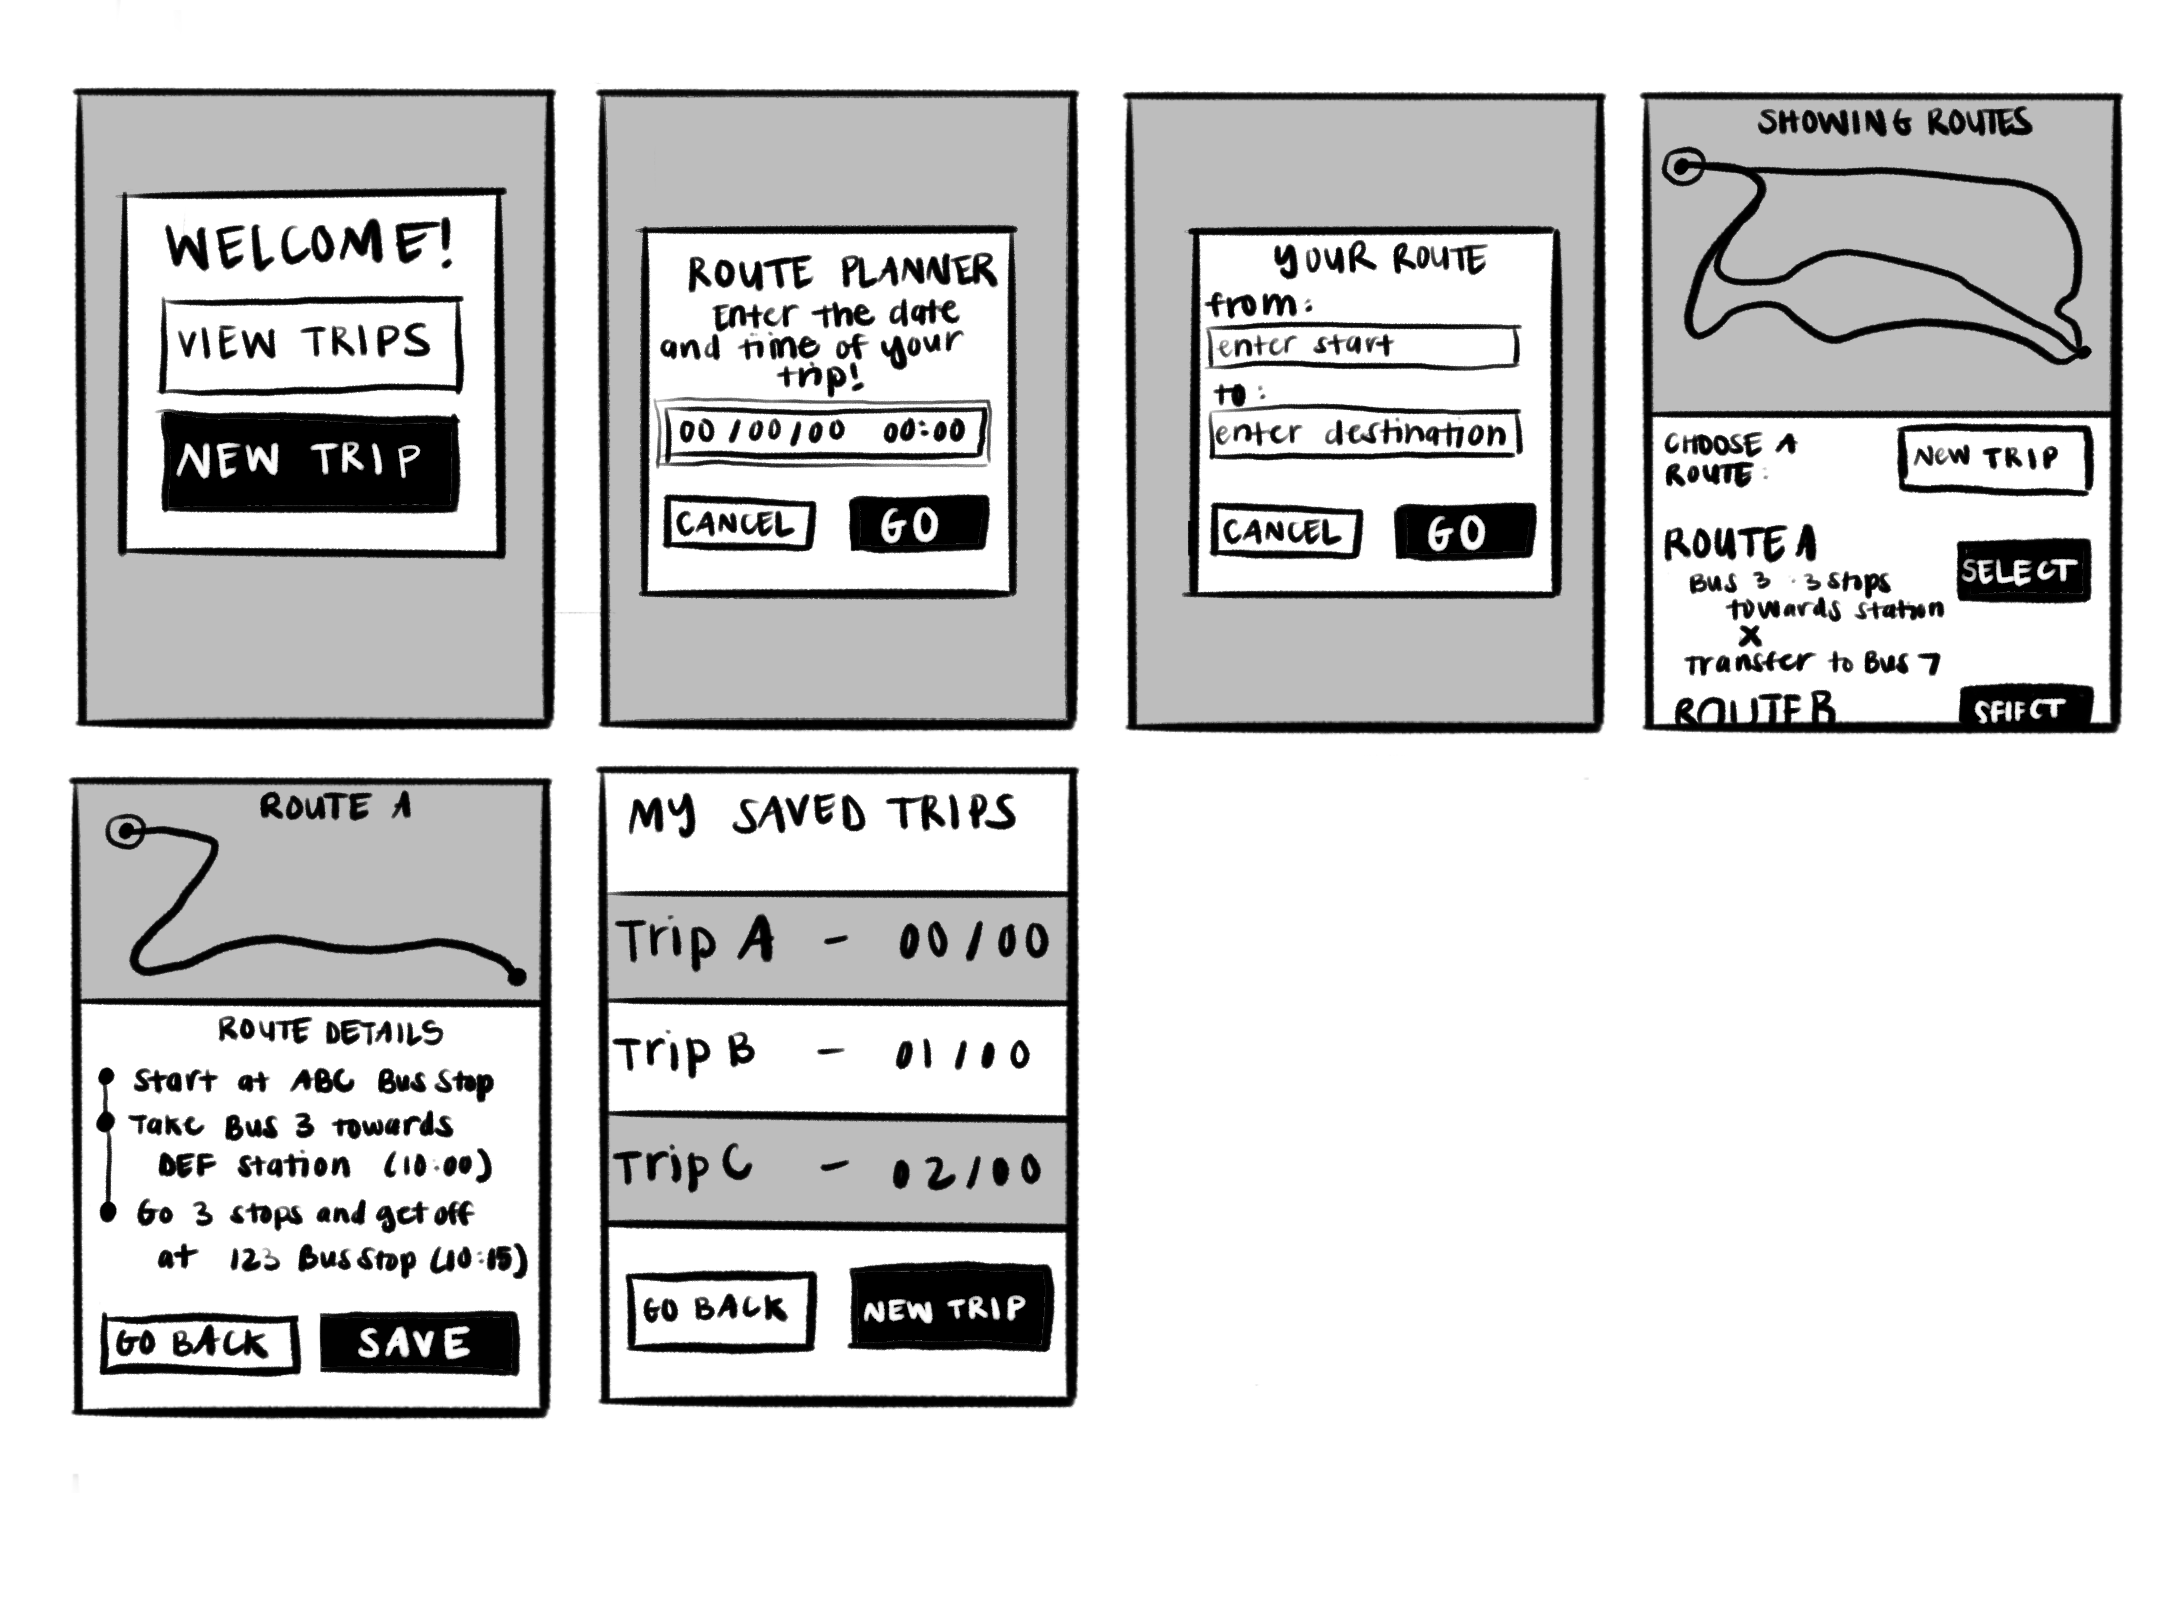 WELCOME!
VIEW TRIPS
NEW TRIP
ROUTE PLANNER
Enter the date
and time of your
trip!
00/00/00 00:00
CANCEL GO
YOUR ROUTE
from:
enter start
to:
enter destination
CANCEL GO
SHOWING ROUTES
CHOOSE A
ROUTE:
NEW TRIP
ROUTE A
SELECT
Bus 3 · 3 stops
towards station
X
Transfer to Bus 7
ROUTE B
SELECT
ROUTE A
ROUTE DETAILS
Start at ABC Bus Stop
Take Bus 3 towards
DEF Station (10:00)
Go 3 stops and get off
at 123 Bus Stop (10:15)
GO BACK SAVE
MY SAVED TRIPS
Trip A - 00/00
Trip B - 01/00
Trip C - 02/00
GO BACK NEW TRIP